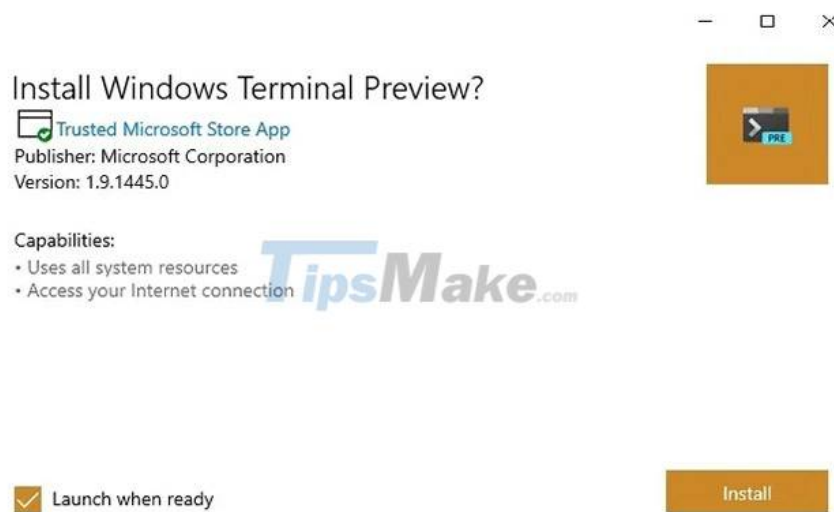 Install Windows Terminal Preview?
Trusted Microsoft Store App
Publisher: Microsoft Corporation
Version: 1.9.1445.0
PRE
Capabilities:
• Uses all system resources
• Access your Internet connection
TipsMake.com
Launch when ready
Install